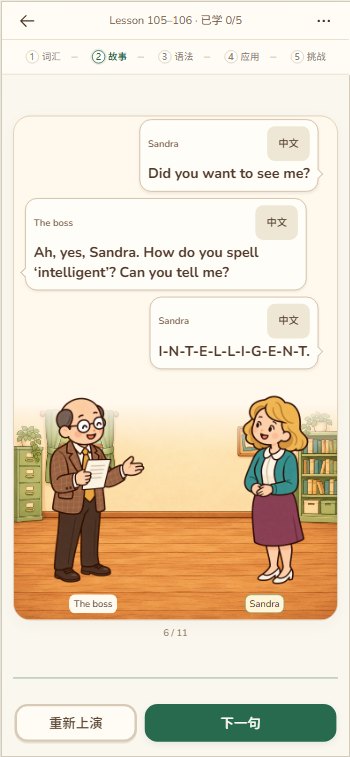 Lesson 105–106 · 已学 0/5
1 词汇 – 2 故事 – 3 语法 – 4 应用 – 5 挑战
Sandra
中文
Did you want to see me?
The boss
中文
Ah, yes, Sandra. How do you spell
‘intelligent’? Can you tell me?
Sandra
中文
I-N-T-E-L-L-I-G-E-N-T.
The boss
Sandra
6 / 11
重新上演
下一句